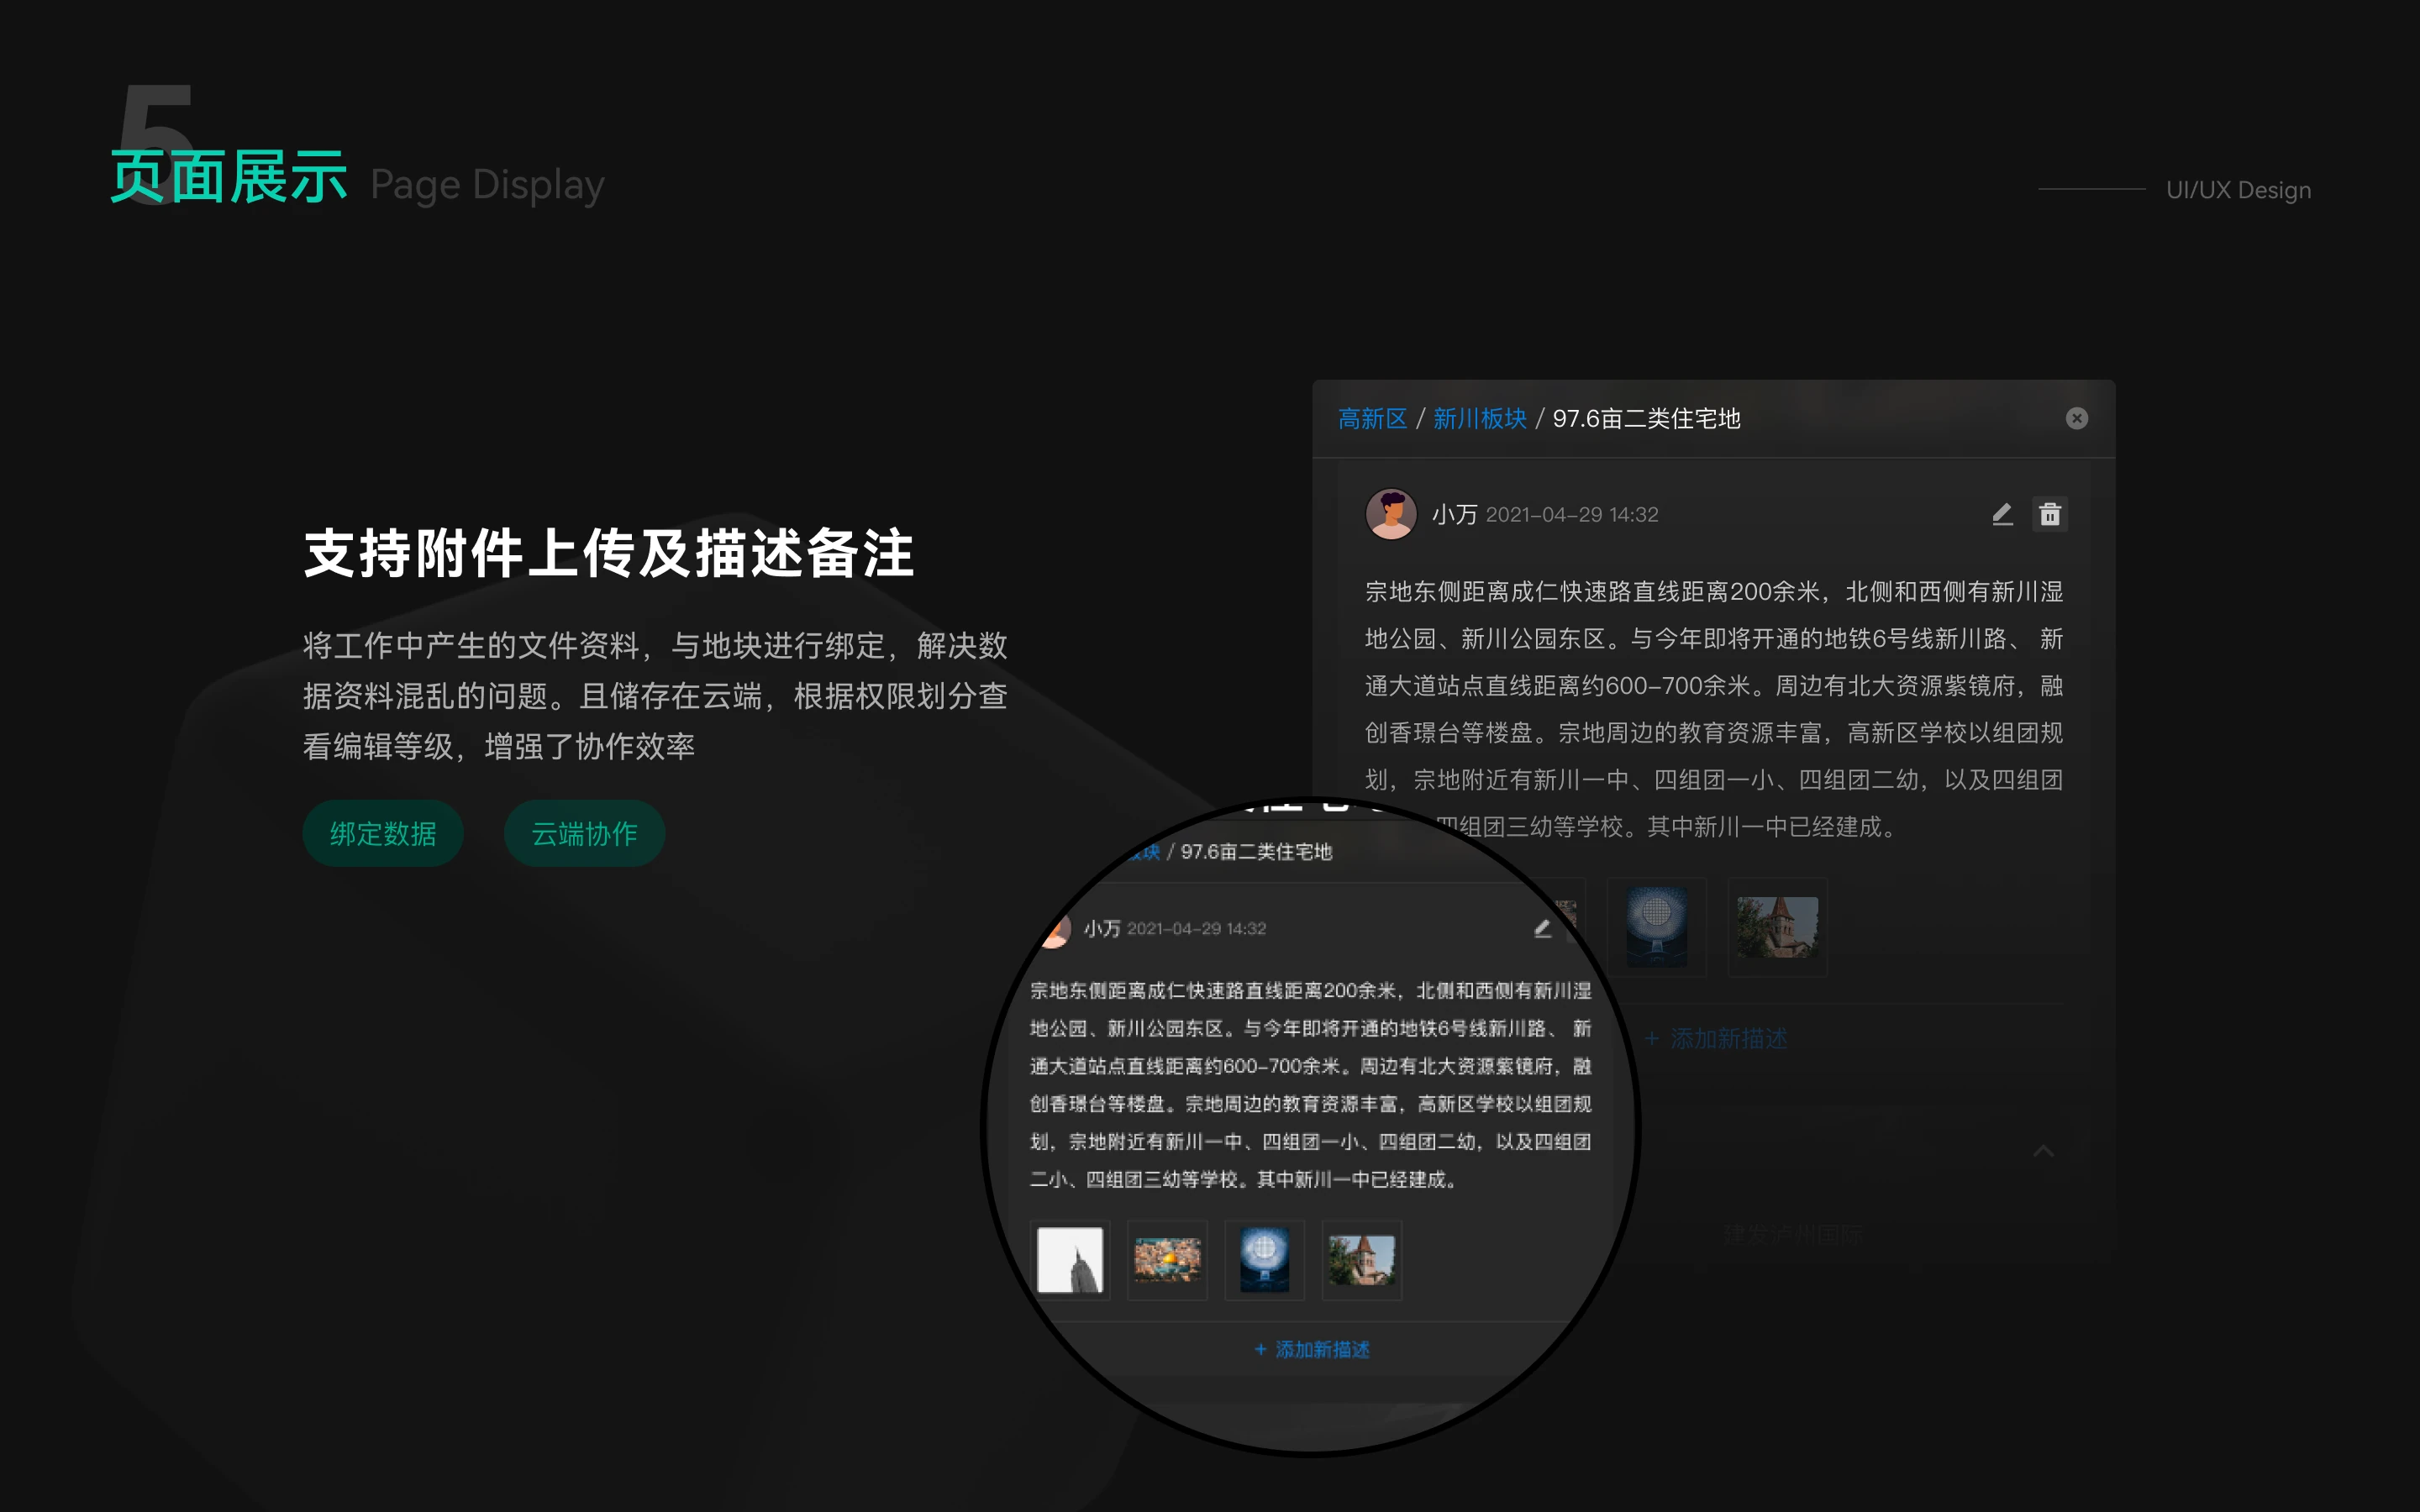 5
页面展示 Page Display
UI/UX Design
支持附件上传及描述备注
将工作中产生的文件资料，与地块进行绑定，解决数
据资料混乱的问题。且储存在云端，根据权限划分查
看编辑等级，增强了协作效率
绑定数据
云端协作
高新区 / 新川板块 / 97.6亩二类住宅地
小万 2021-04-29 14:32
宗地东侧距离成仁快速路直线距离200余米，北侧和西侧有新川湿
地公园、新川公园东区。与今年即将开通的地铁6号线新川路、 新
通大道站点直线距离约600-700余米。周边有北大资源紫镜府，融
创香璟台等楼盘。宗地周边的教育资源丰富，高新区学校以组团规
划，宗地附近有新川一中、四组团一小、四组团二幼，以及四组团
四组团三幼等学校。其中新川一中已经建成。
+ 添加新描述
建发泸州国际
板块 / 97.6亩二类住宅地
小万 2021-04-29 14:32
宗地东侧距离成仁快速路直线距离200余米，北侧和西侧有新川湿
地公园、新川公园东区。与今年即将开通的地铁6号线新川路、 新
通大道站点直线距离约600-700余米。周边有北大资源紫镜府，融
创香璟台等楼盘。宗地周边的教育资源丰富，高新区学校以组团规
划，宗地附近有新川一中、四组团一小、四组团二幼，以及四组团
二小、四组团三幼等学校。其中新川一中已经建成。
+ 添加新描述